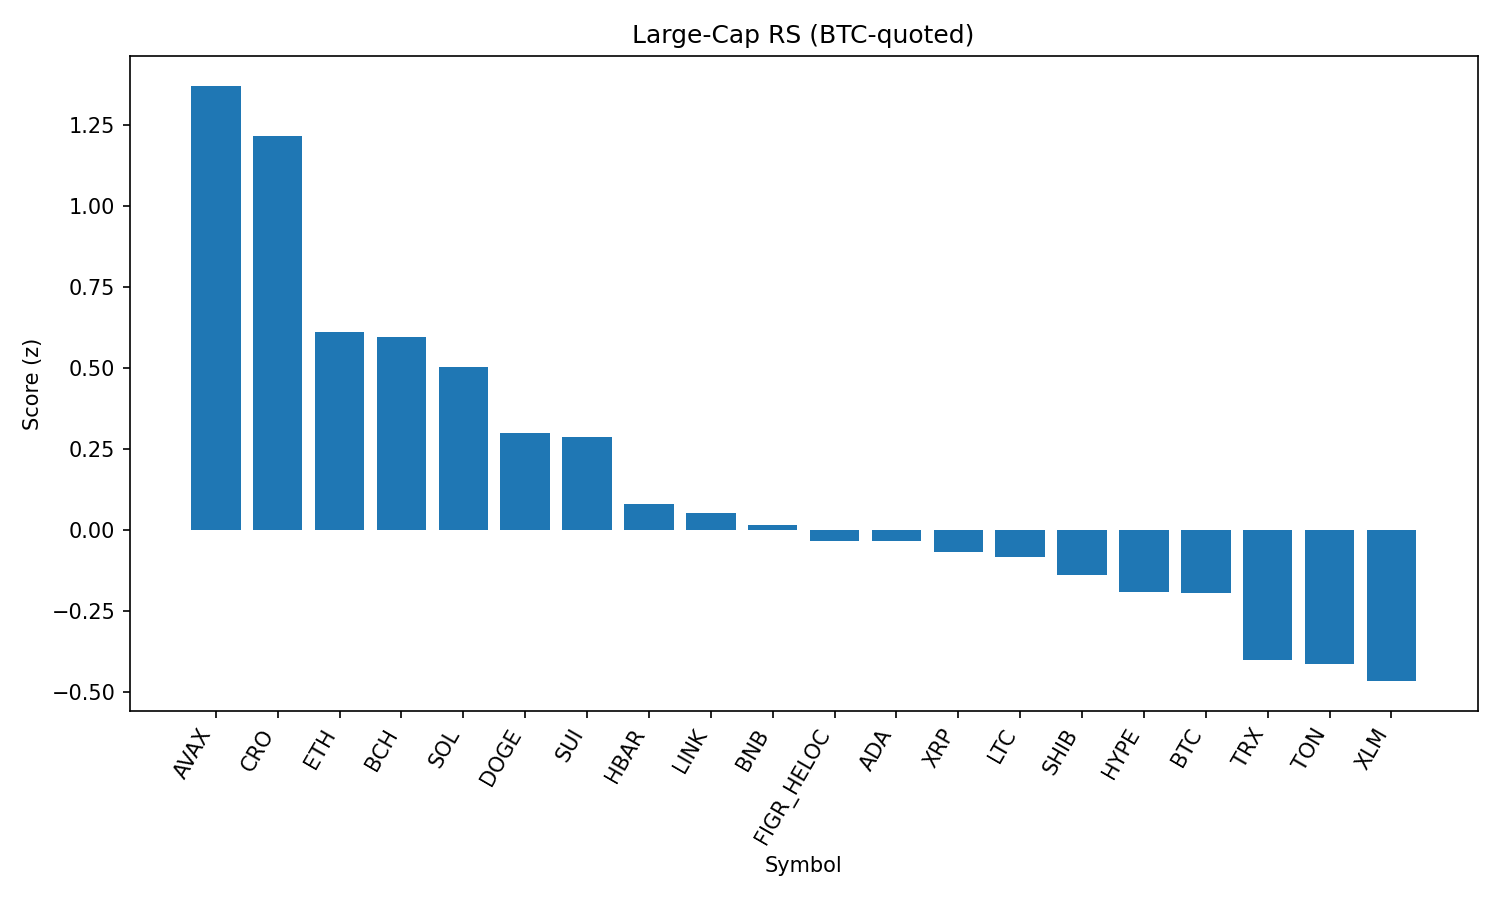 Large-Cap RS (BTC-quoted)
Score (z)
1.25
1.00
0.75
0.50
0.25
0.00
−0.25
−0.50
AVAX
CRO
ETH
BCH
SOL
DOGE
SUI
HBAR
LINK
BNB
FIGR_HELOC
ADA
XRP
LTC
SHIB
HYPE
BTC
TRX
TON
XLM
Symbol